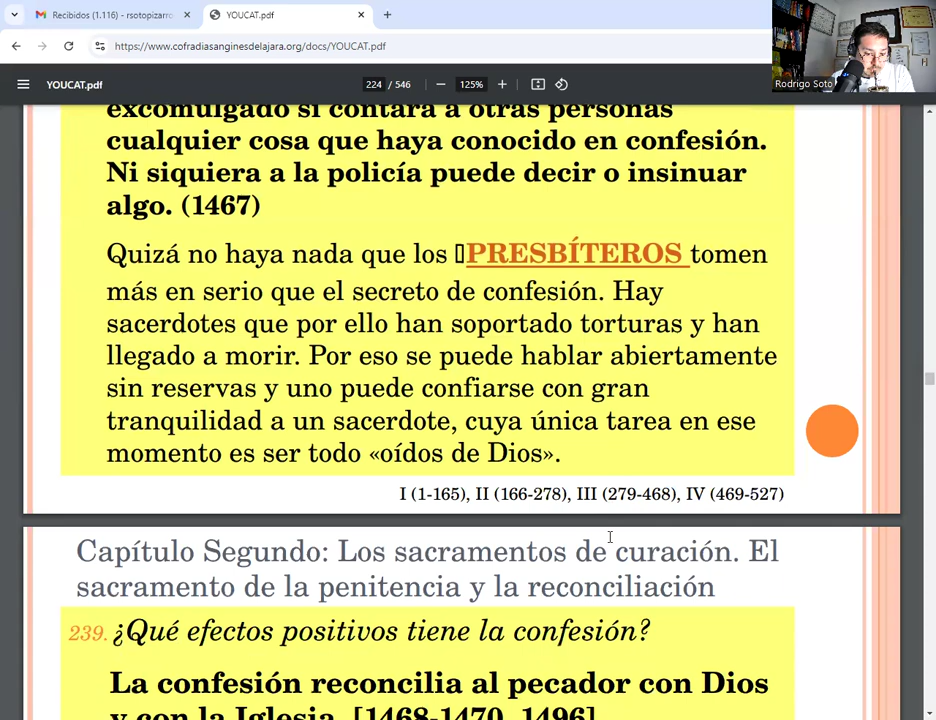 Recibidos (1.116) - rsotopizarro
YOUCAT.pdf
https://www.cofradiasanginesdelajara.org/docs/YOUCAT.pdf
YOUCAT.pdf
224 / 546
125%
Rodrigo Soto
excomulgado si contara a otras personas
cualquier cosa que haya conocido en confesión.
Ni siquiera a la policía puede decir o insinuar
algo. (1467)
Quizá no haya nada que los PRESBÍTEROS tomen
más en serio que el secreto de confesión. Hay
sacerdotes que por ello han soportado torturas y han
llegado a morir. Por eso se puede hablar abiertamente
sin reservas y uno puede confiarse con gran
tranquilidad a un sacerdote, cuya única tarea en ese
momento es ser todo «oídos de Dios».
I (1-165), II (166-278), III (279-468), IV (469-527)
Capítulo Segundo: Los sacramentos de curación. El
sacramento de la penitencia y la reconciliación
239. ¿Qué efectos positivos tiene la confesión?
La confesión reconcilia al pecador con Dios
y con la Iglesia. [1468-1470, 1496]